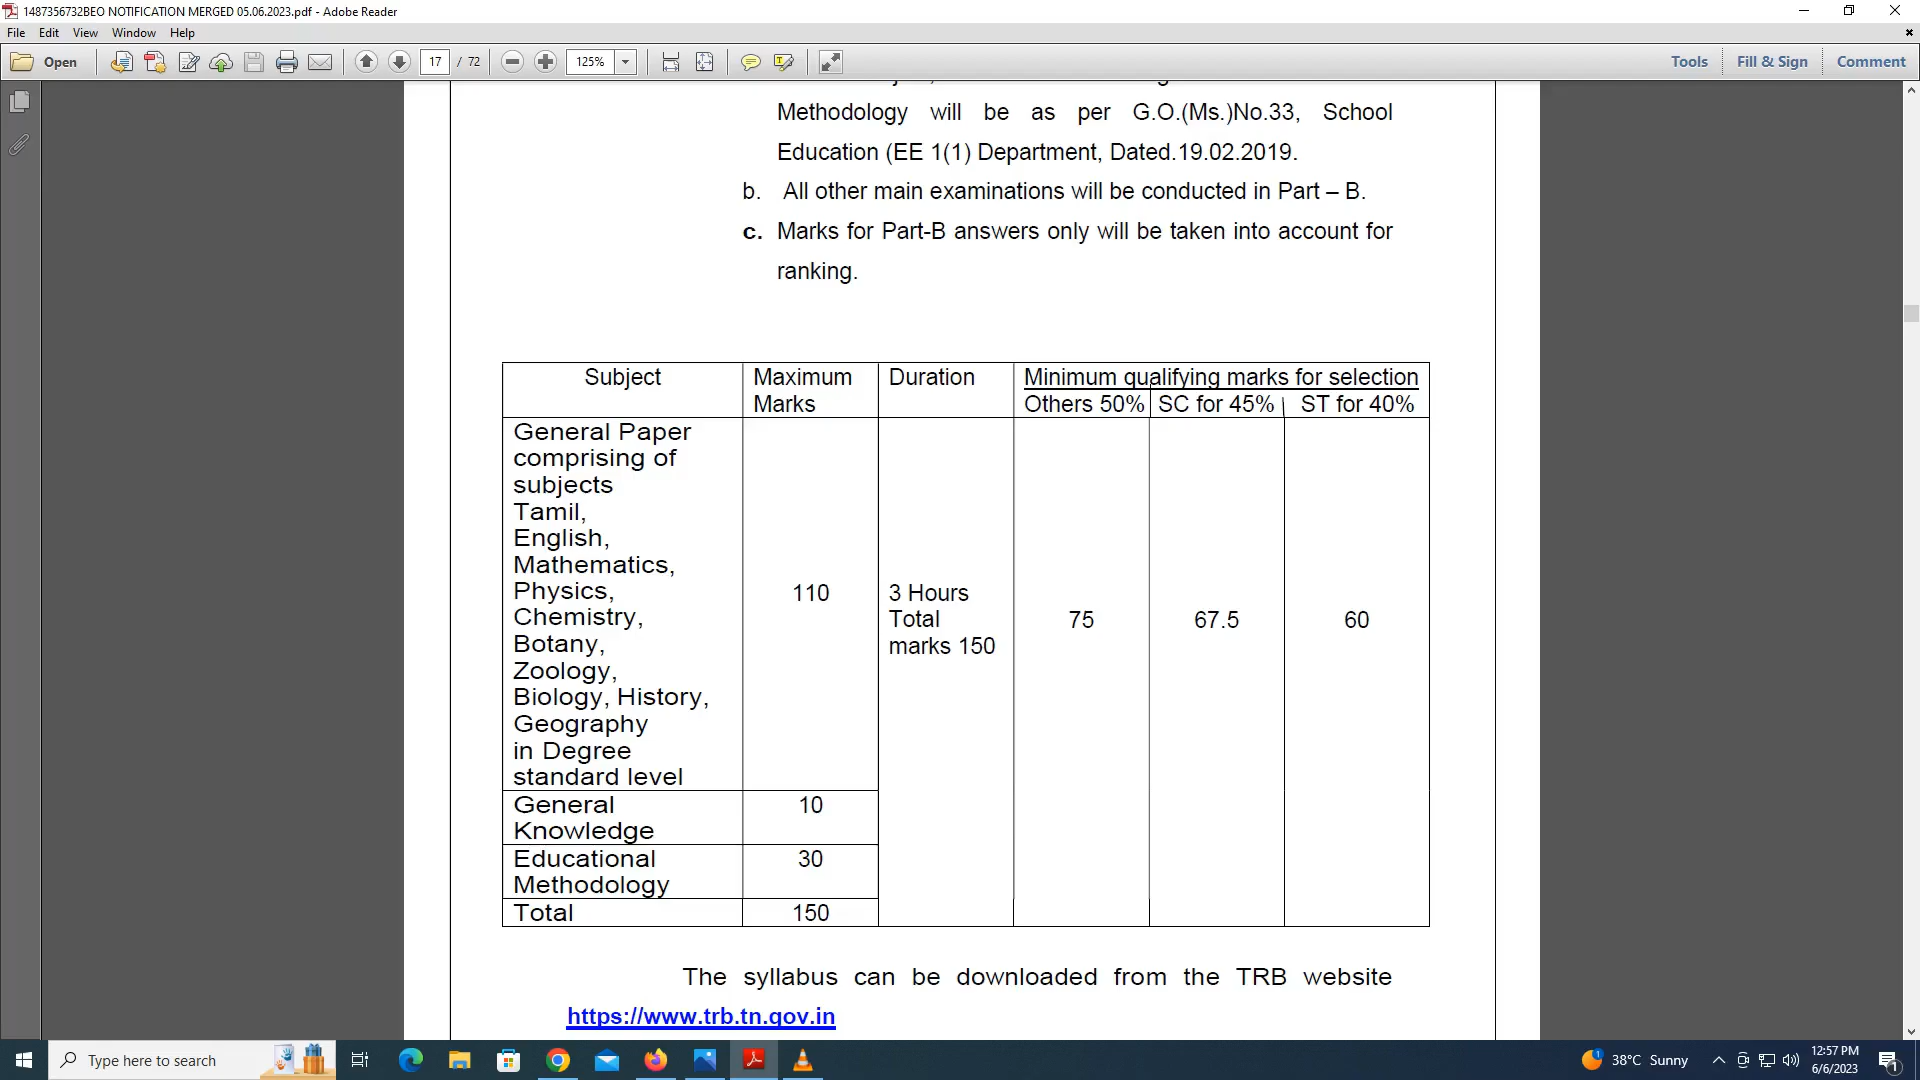 1487356732BEO NOTIFICATION MERGED 05.06.2023.pdf - Adobe Reader
File Edit View Window Help
Open 17 / 72 125% Tools Fill & Sign Comment
Methodology will be as per G.O.(Ms.)No.33, School
Education (EE 1(1) Department, Dated.19.02.2019.
b. All other main examinations will be conducted in Part – B.
c. Marks for Part-B answers only will be taken into account for
ranking.
Subject Maximum Marks Duration Minimum qualifying marks for selection
Others 50% SC for 45% ST for 40%
General Paper
comprising of
subjects
Tamil,
English,
Mathematics,
Physics,
Chemistry,
Botany,
Zoology,
Biology, History,
Geography
in Degree
standard level
110
3 Hours
Total
marks 150
75 67.5 60
General
Knowledge
10
Educational
Methodology
30
Total 150
The syllabus can be downloaded from the TRB website
https://www.trb.tn.gov.in
Type here to search
38°C Sunny
12:57 PM
6/6/2023
1